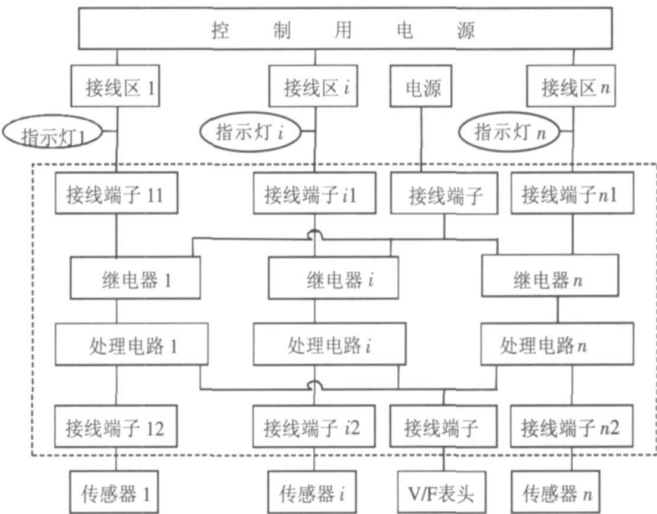 控制用电源
接线区 1
接线区 i
电源
接线区 n
指示灯1
指示灯 i
指示灯 n
接线端子 11
接线端子 i1
接线端子
接线端子n1
继电器 1
继电器 i
继电器 n
处理电路 1
处理电路 i
处理电路 n
接线端子 12
接线端子 i2
接线端子
接线端子 n2
传感器 1
传感器 i
V/F表头
传感器 n